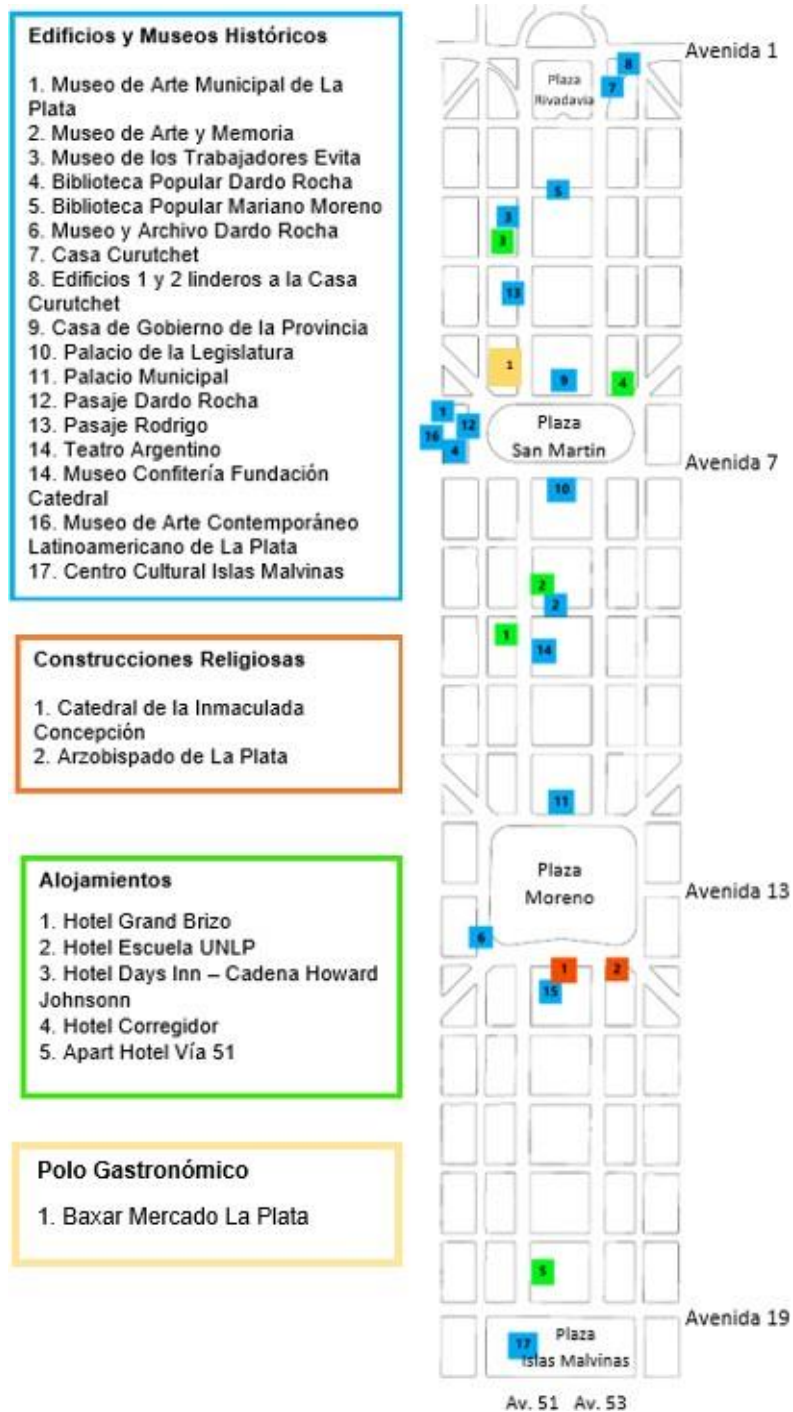 Edificios y Museos Históricos
1. Museo de Arte Municipal de La
Plata
2. Museo de Arte y Memoria
3. Museo de los Trabajadores Evita
4. Biblioteca Popular Dardo Rocha
5. Biblioteca Popular Mariano Moreno
6. Museo y Archivo Dardo Rocha
7. Casa Curutchet
8. Edificios 1 y 2 linderos a la Casa
Curutchet
9. Casa de Gobierno de la Provincia
10. Palacio de la Legislatura
11. Palacio Municipal
12. Pasaje Dardo Rocha
13. Pasaje Rodrigo
14. Teatro Argentino
14. Museo Confitería Fundación
Catedral
16. Museo de Arte Contemporáneo
Latinoamericano de La Plata
17. Centro Cultural Islas Malvinas
Construcciones Religiosas
1. Catedral de la Inmaculada
Concepción
2. Arzobispado de La Plata
Alojamientos
1. Hotel Grand Brizo
2. Hotel Escuela UNLP
3. Hotel Days Inn – Cadena Howard
Johnsonn
4. Hotel Corregidor
5. Apart Hotel Vía 51
Polo Gastronómico
1. Baxar Mercado La Plata
Avenida 1
8
Plaza
7
Rivadavia
5
3
3
13
1
9
4
1
12
16
4
Plaza
San Martin
Avenida 7
10
2
2
1
14
11
Plaza
Moreno
Avenida 13
6
1
2
15
5
Avenida 19
17
Plaza
Islas Malvinas
Av. 51 Av. 53